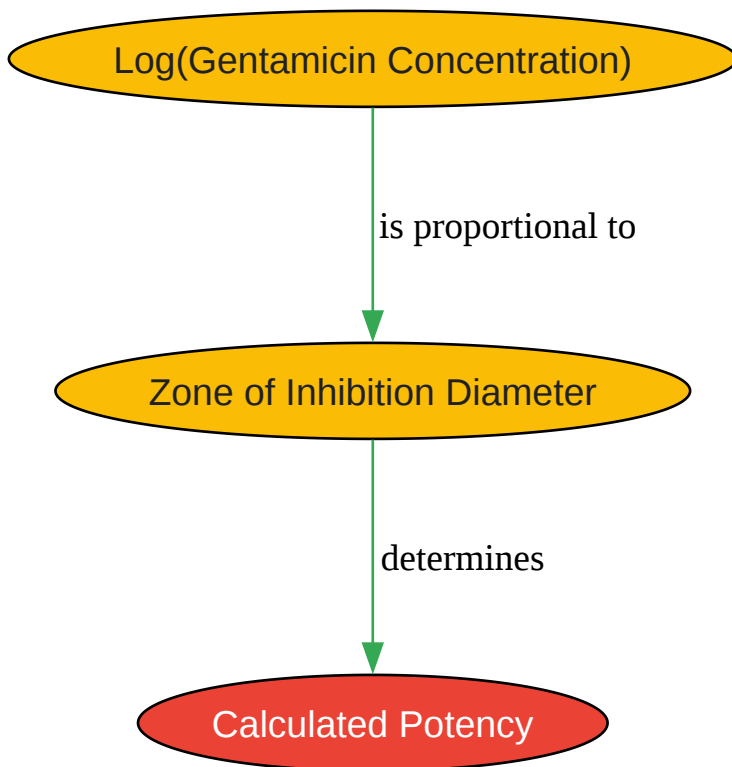 Log(Gentamicin Concentration)
is proportional to
Zone of Inhibition Diameter
determines
Calculated Potency